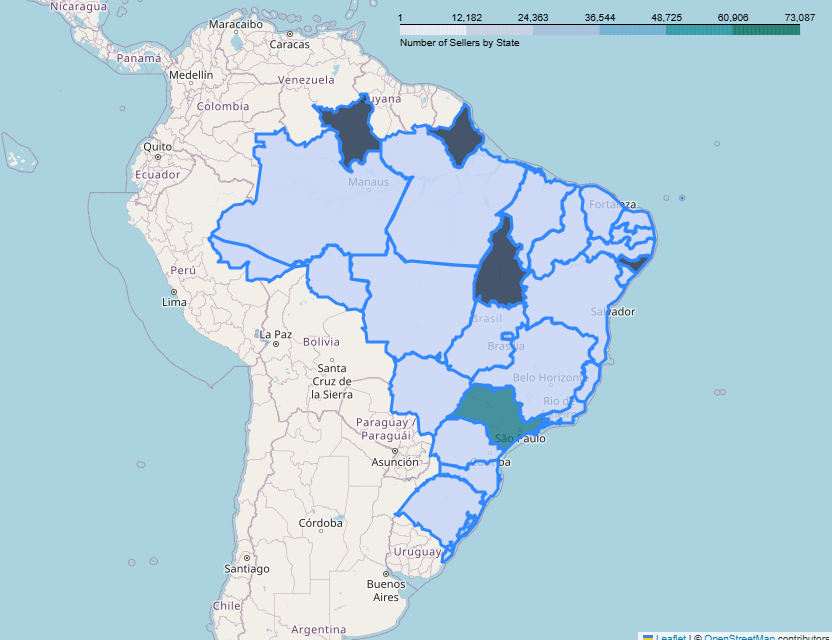 Nicaragua
Maracaibo
Caracas
Panamá
Medellín
Venezuela
Guyana
Colombia
Quito
Ecuador
Manaus
Fortaleza
Perú
Lima
Brasil
Salvador
La Paz
Bolivia
Brasília
Santa
Cruz de
la Sierra
Belo Horizonte
Rio de
Paraguay /
Paraguái
São Paulo
Asunción
Curitiba
Córdoba
Uruguay
Santiago
Buenos
Aires
Chile
Argentina
1 12,182 24,363 36,544 48,725 60,906 73,087
Number of Sellers by State
Leaflet | © OpenStreetMap contributors